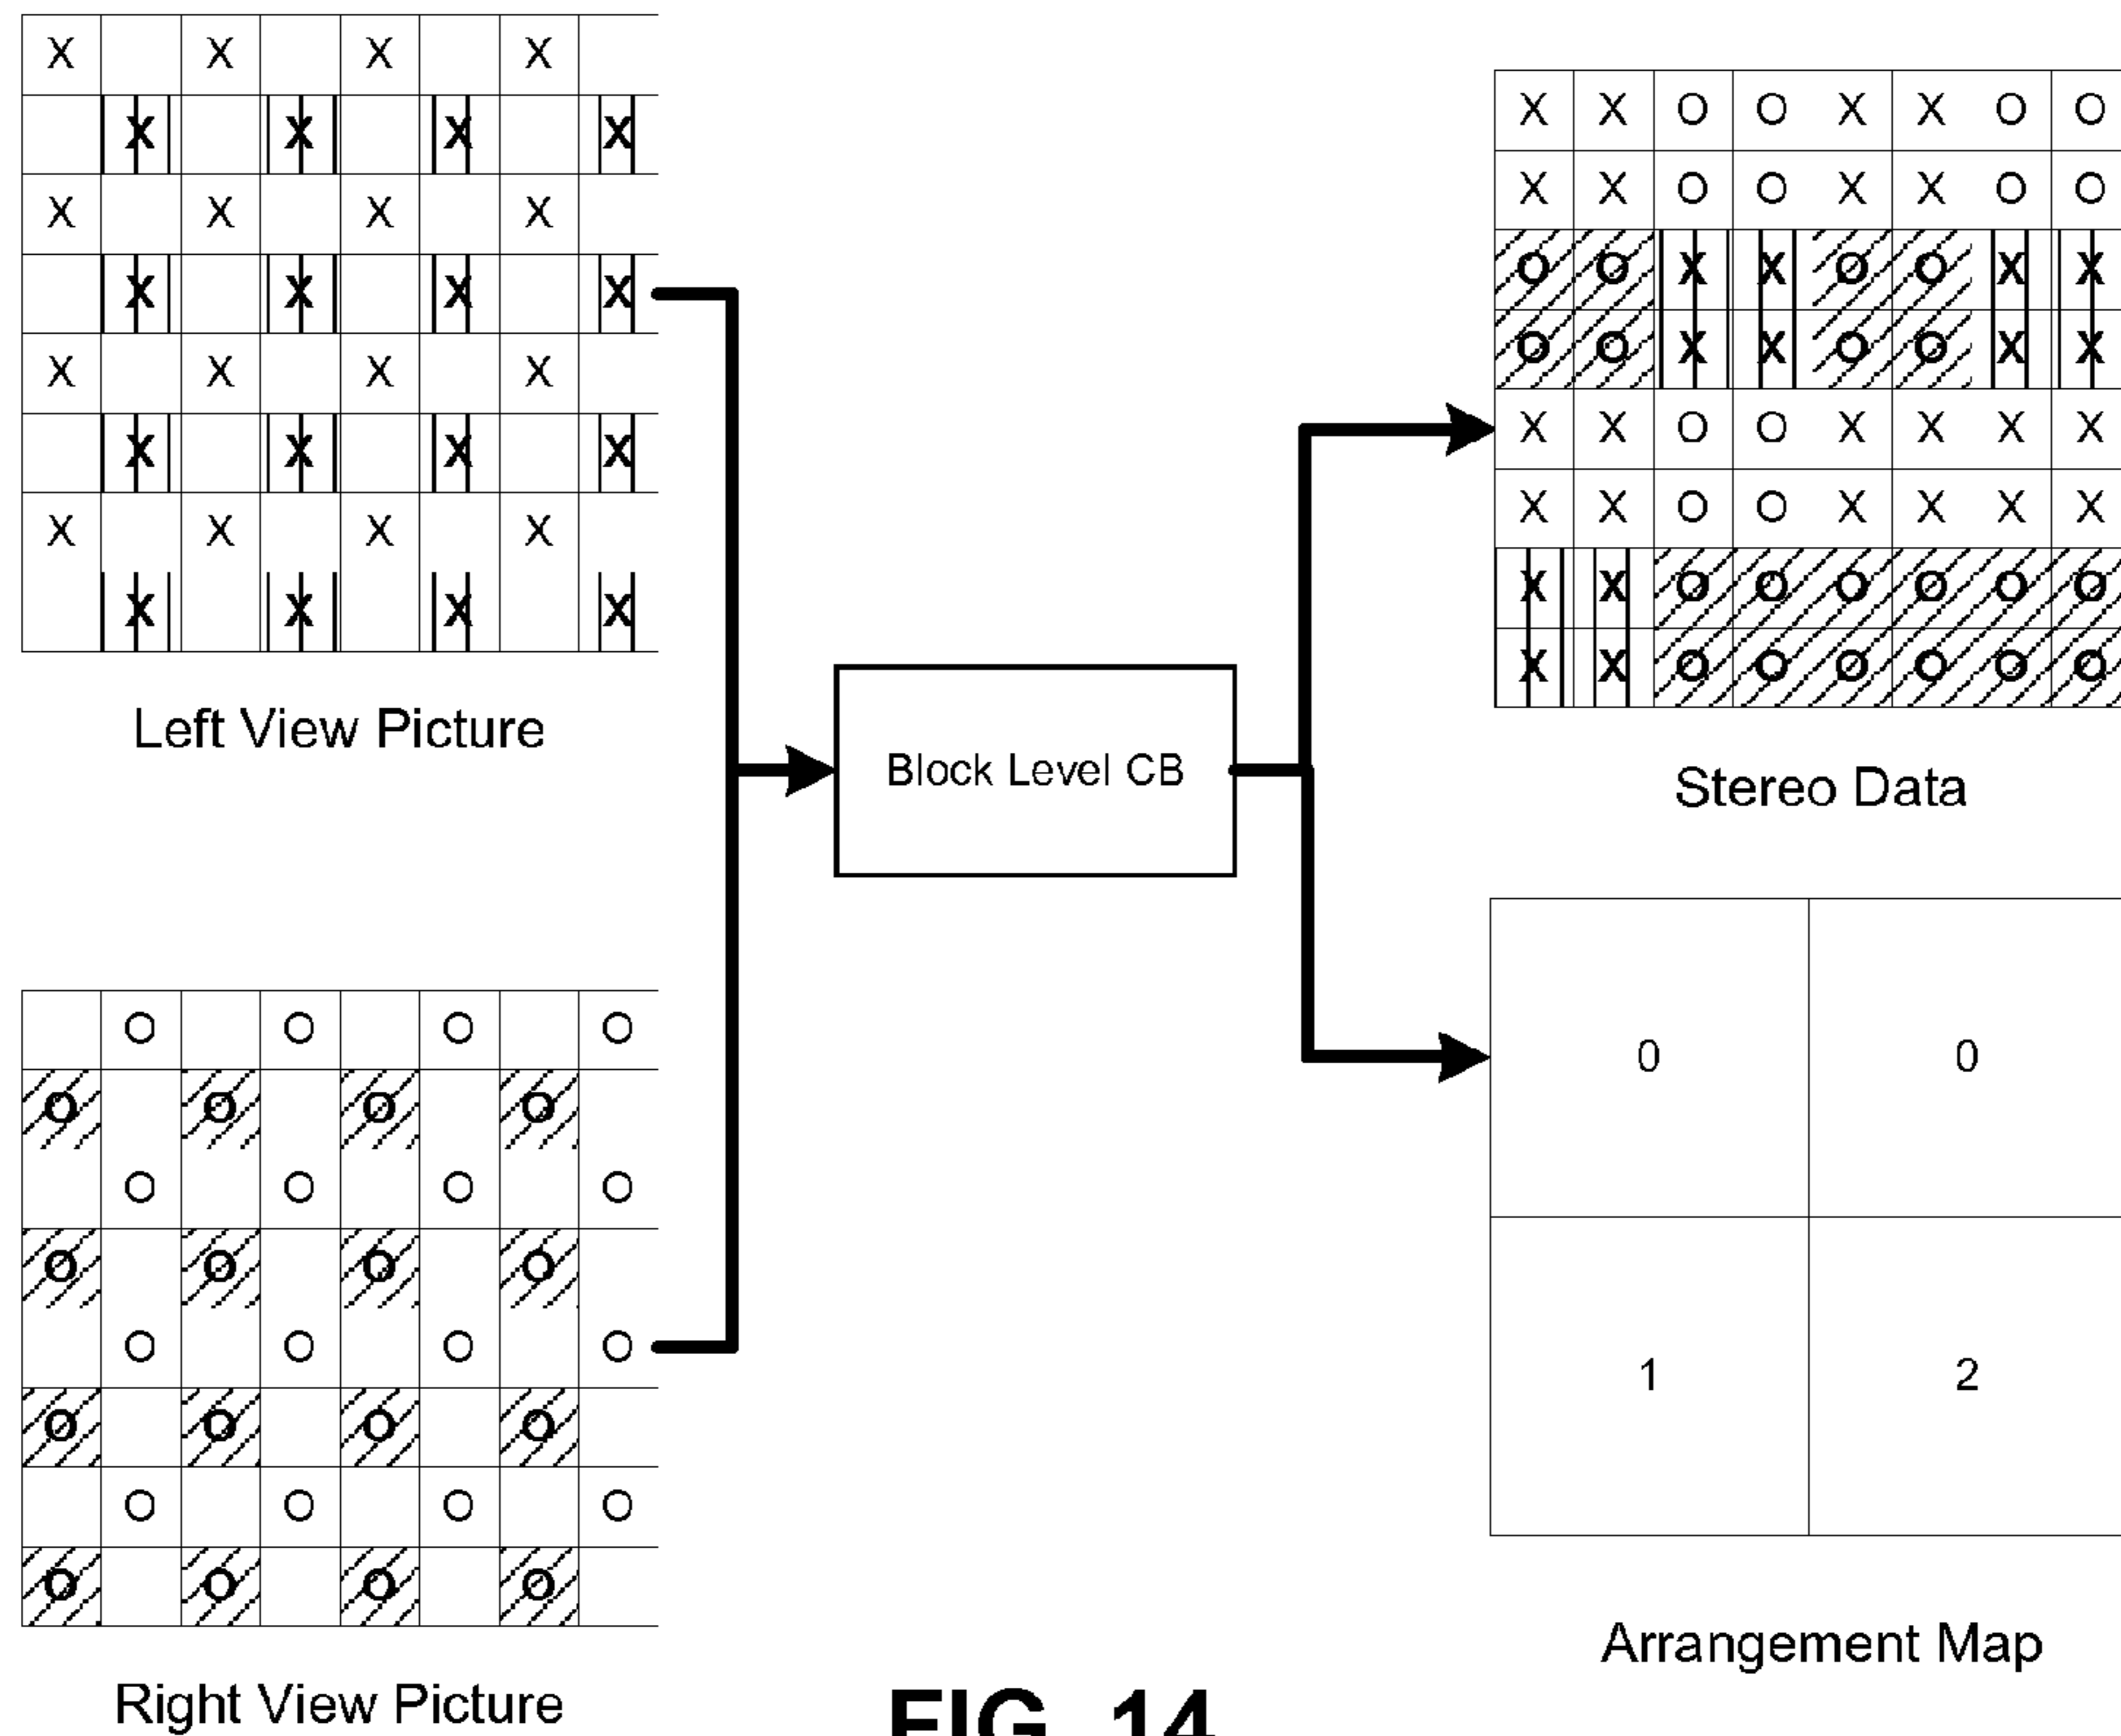 X X X X
X X X X
X X X X
X X X X
X X X X
X X X X
X X X X
X X X X
Left View Picture
O O O O
O O O O
O O O O
O O O O
O O O O
O O O O
O O O O
O O O O
Right View Picture
Block Level CB
X X O O X X O O
X X O O X X O O
O O X X O O X X
O O X X O O X X
X X O O X X X X
X X O O X X X X
X X O O O O O O
X X O O O O O O
Stereo Data
0 0
1 2
Arrangement Map
FIG. 14